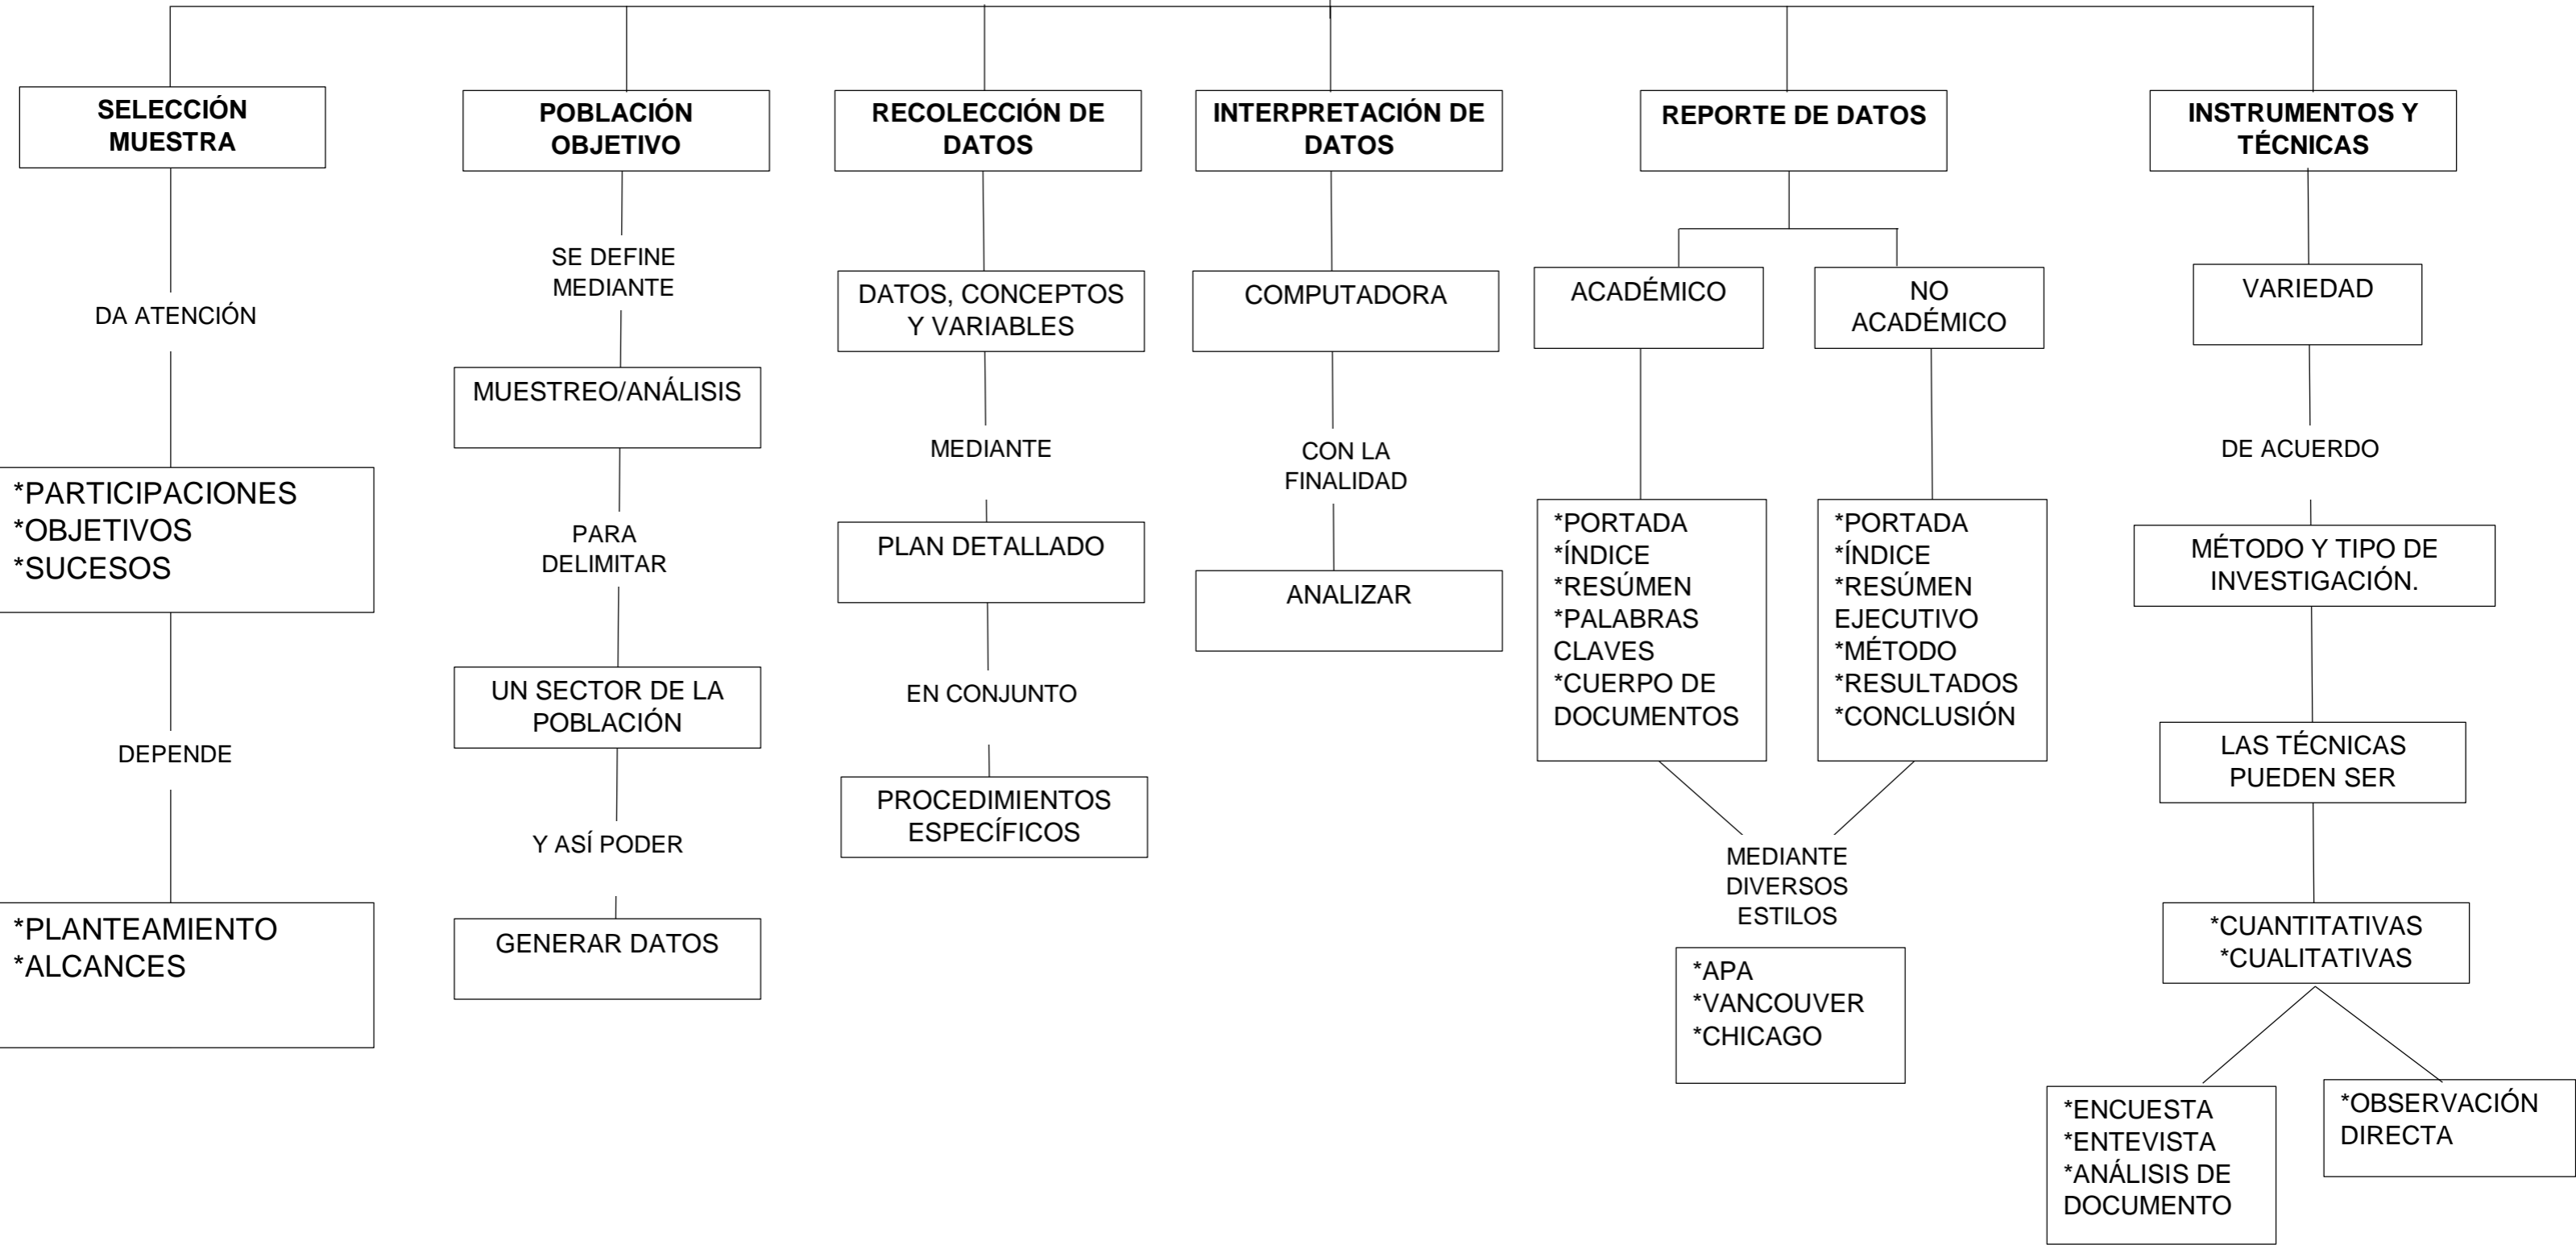 SELECCIÓN
MUESTRA
DA ATENCIÓN
*PARTICIPACIONES
*OBJETIVOS
*SUCESOS
DEPENDE
*PLANTEAMIENTO
*ALCANCES
POBLACIÓN
OBJETIVO
SE DEFINE
MEDIANTE
MUESTREO/ANÁLISIS
PARA
DELIMITAR
UN SECTOR DE LA
POBLACIÓN
Y ASÍ PODER
GENERAR DATOS
RECOLECCIÓN DE
DATOS
DATOS, CONCEPTOS
Y VARIABLES
MEDIANTE
PLAN DETALLADO
EN CONJUNTO
PROCEDIMIENTOS
ESPECÍFICOS
INTERPRETACIÓN DE
DATOS
COMPUTADORA
CON LA
FINALIDAD
ANALIZAR
REPORTE DE DATOS
ACADÉMICO
*PORTADA
*ÍNDICE
*RESÚMEN
*PALABRAS
CLAVES
*CUERPO DE
DOCUMENTOS
NO
ACADÉMICO
*PORTADA
*ÍNDICE
*RESÚMEN
EJECUTIVO
*MÉTODO
*RESULTADOS
*CONCLUSIÓN
MEDIANTE
DIVERSOS
ESTILOS
*APA
*VANCOUVER
*CHICAGO
INSTRUMENTOS Y
TÉCNICAS
VARIEDAD
DE ACUERDO
MÉTODO Y TIPO DE
INVESTIGACIÓN.
LAS TÉCNICAS
PUEDEN SER
*CUANTITATIVAS
*CUALITATIVAS
*ENCUESTA
*ENTEVISTA
*ANÁLISIS DE
DOCUMENTO
*OBSERVACIÓN
DIRECTA